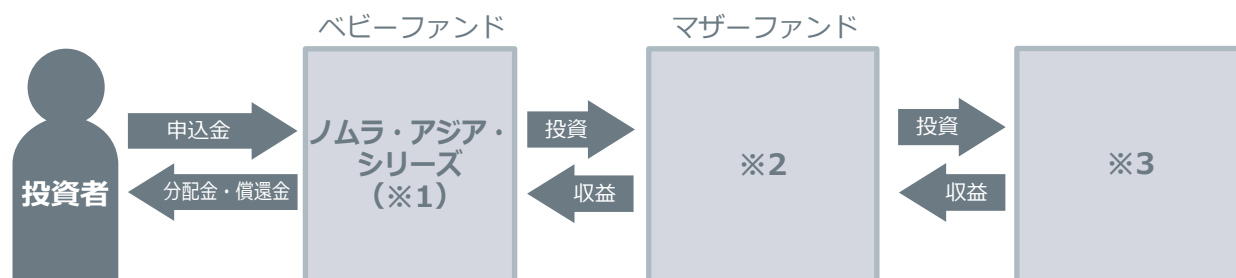 ベビーファンド
マザーファンド
投資者
申込金
分配金・償還金
ノムラ・アジア・
シリーズ
（※1）
投資
収益
※2
投資
収益
※3